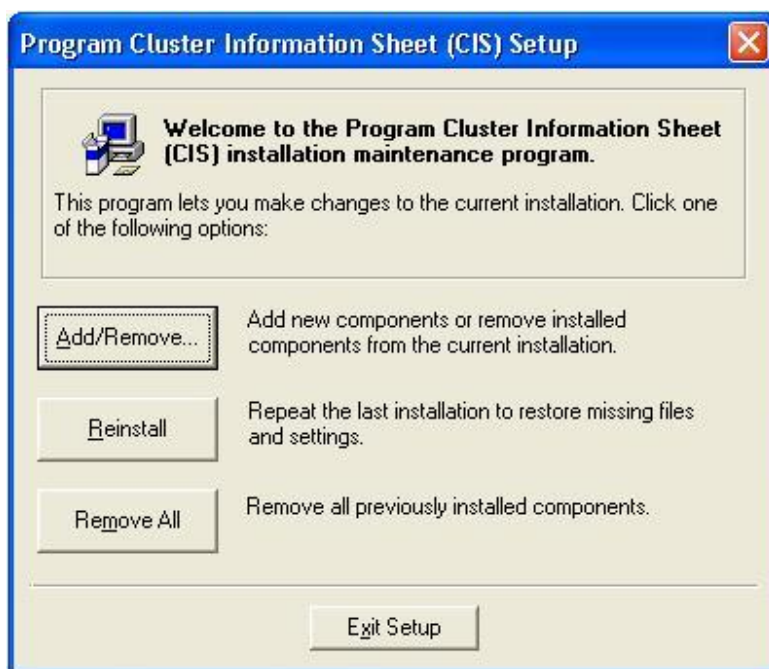 Program Cluster Information Sheet (CIS) Setup
Welcome to the Program Cluster Information Sheet
(CIS) installation maintenance program.
This program lets you make changes to the current installation. Click one
of the following options:
Add/Remove...
Add new components or remove installed
components from the current installation.
Reinstall
Repeat the last installation to restore missing files
and settings.
Remove All
Remove all previously installed components.
Exit Setup